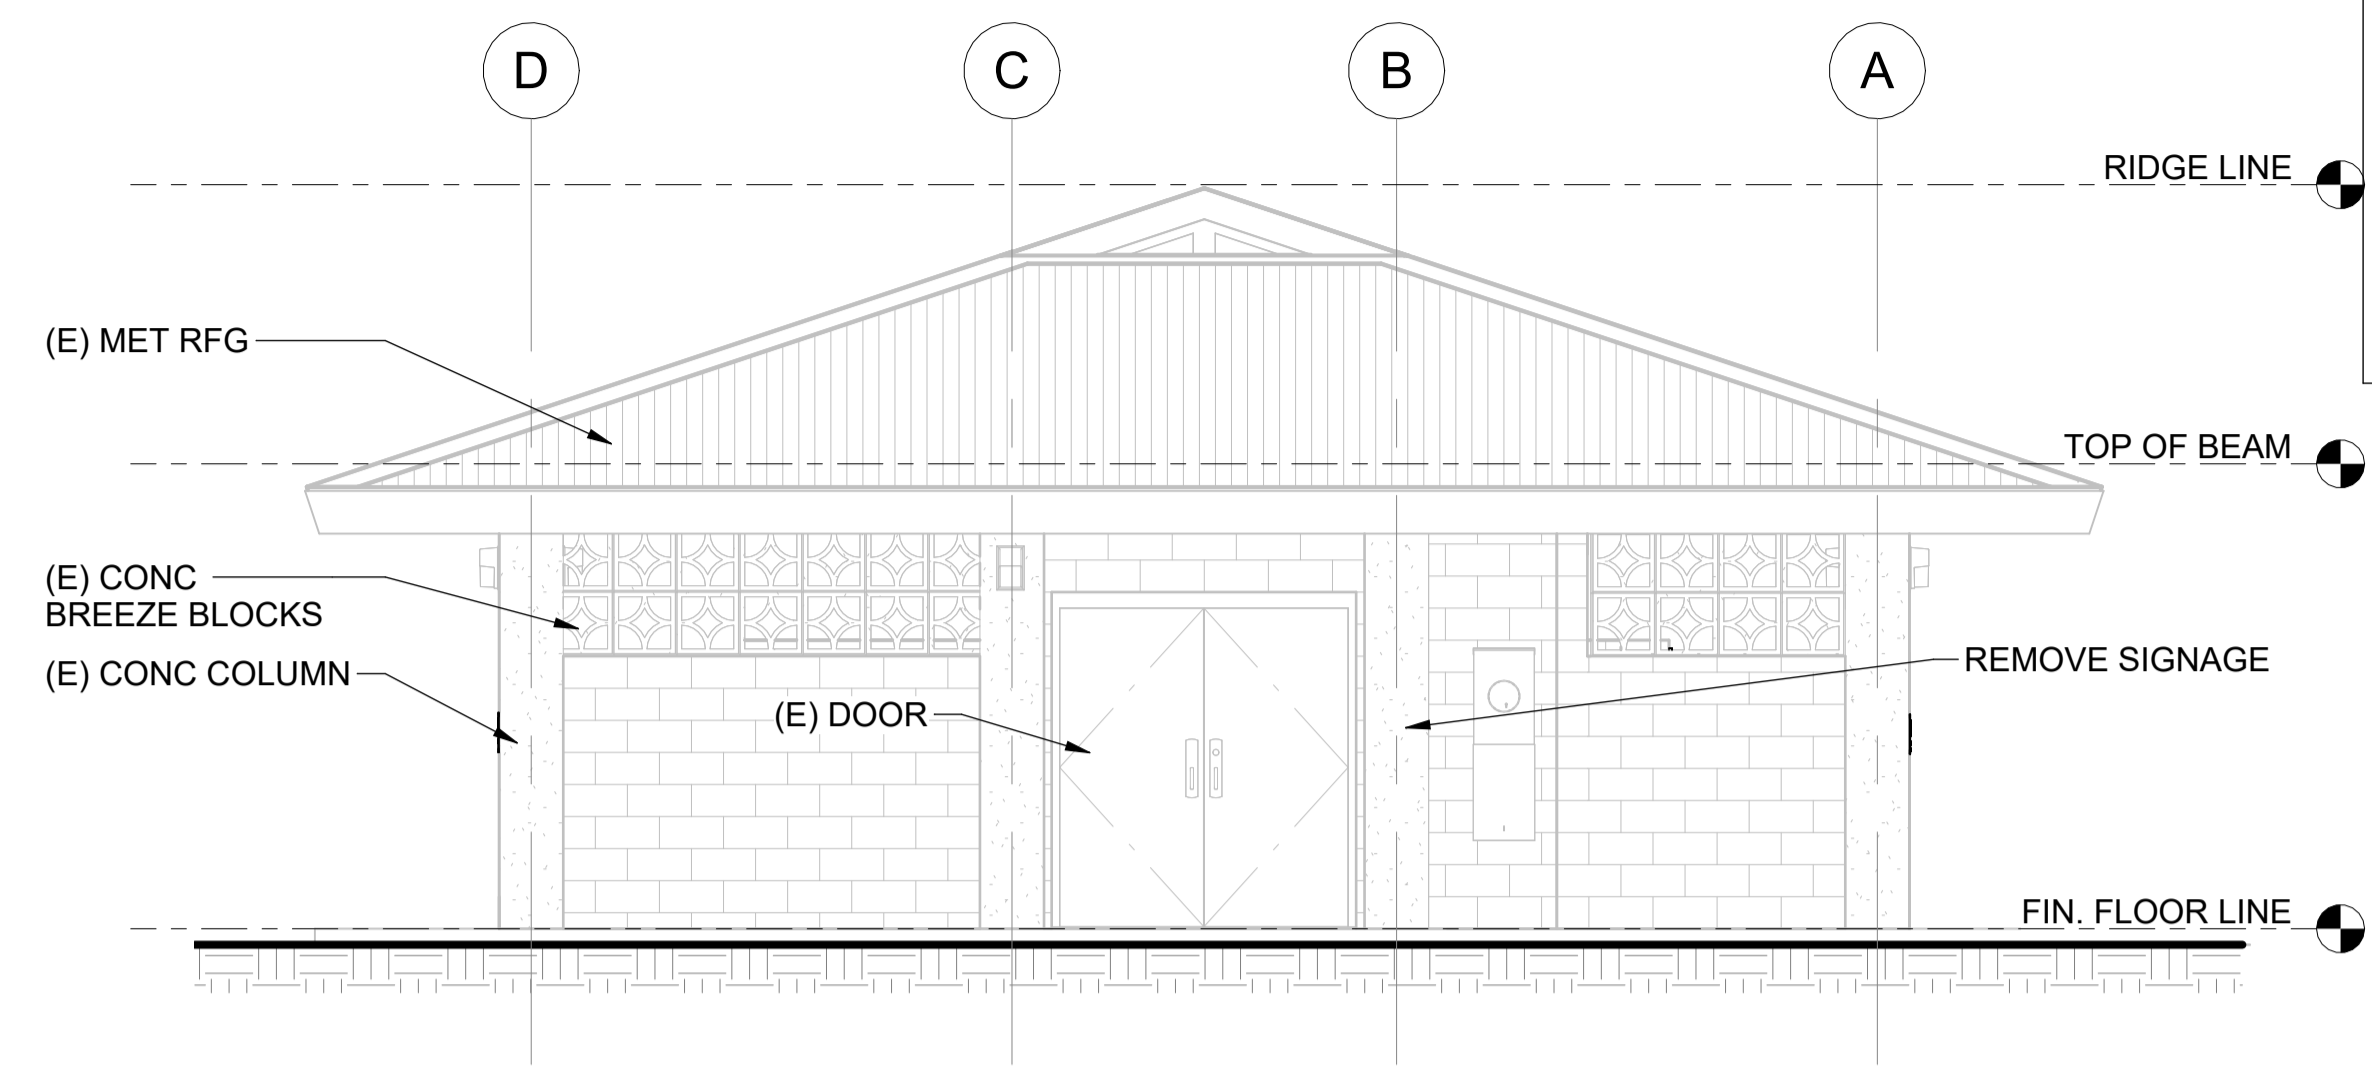 D C B A
RIDGE LINE
(E) MET RFG
TOP OF BEAM
(E) CONC
BREEZE BLOCKS
(E) CONC COLUMN
REMOVE SIGNAGE
(E) DOOR
FIN. FLOOR LINE